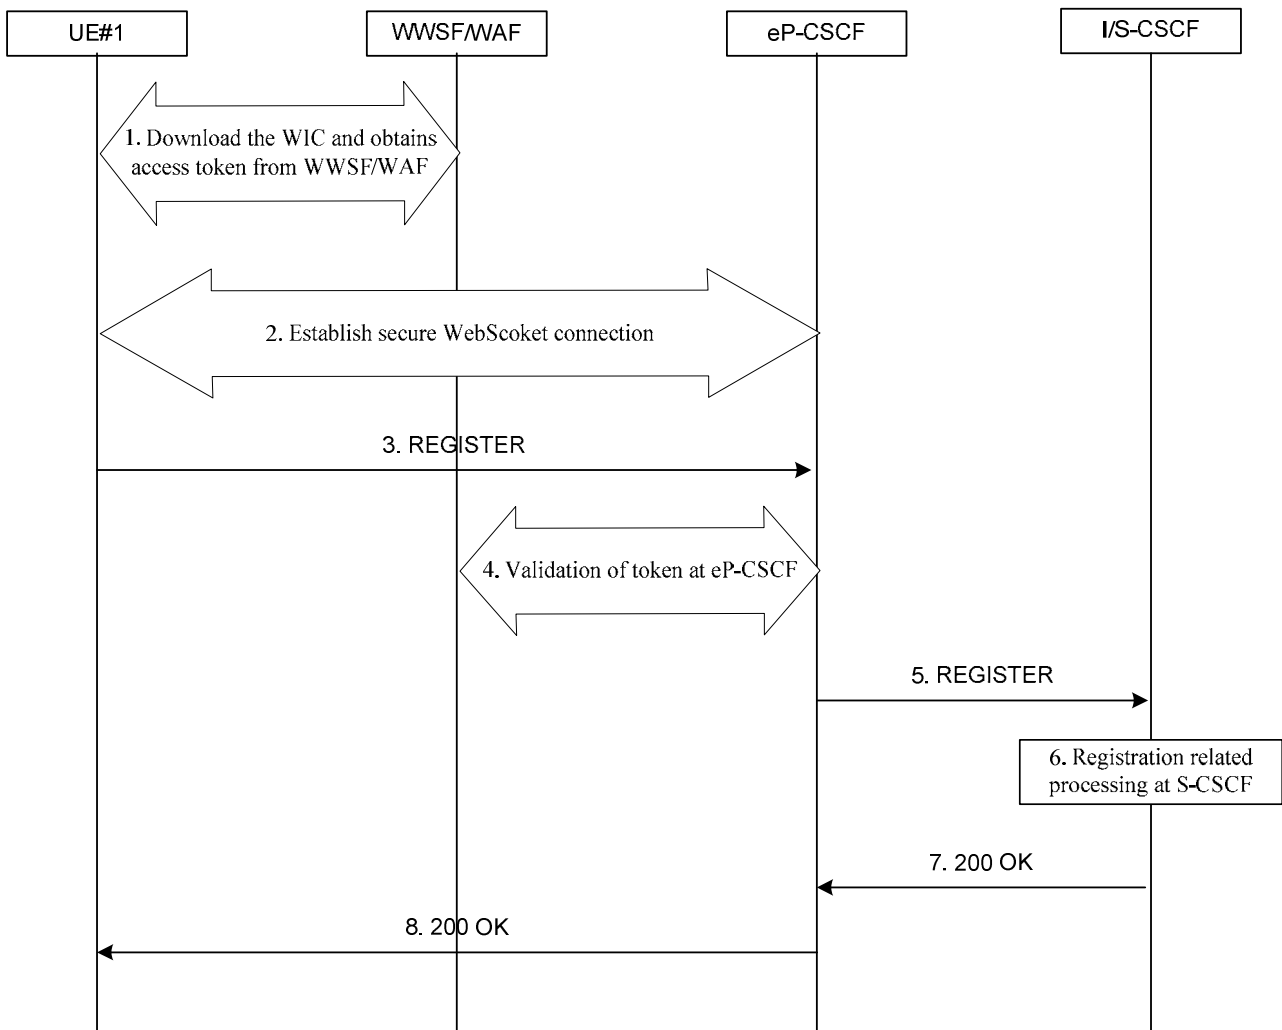 UE#1
WWSF/WAF
eP-CSCF
I/S-CSCF
1. Download the WIC and obtains
access token from WWSF/WAF
2. Establish secure WebScoket connection
3. REGISTER
4. Validation of token at eP-CSCF
5. REGISTER
6. Registration related
processing at S-CSCF
7. 200 OK
8. 200 OK